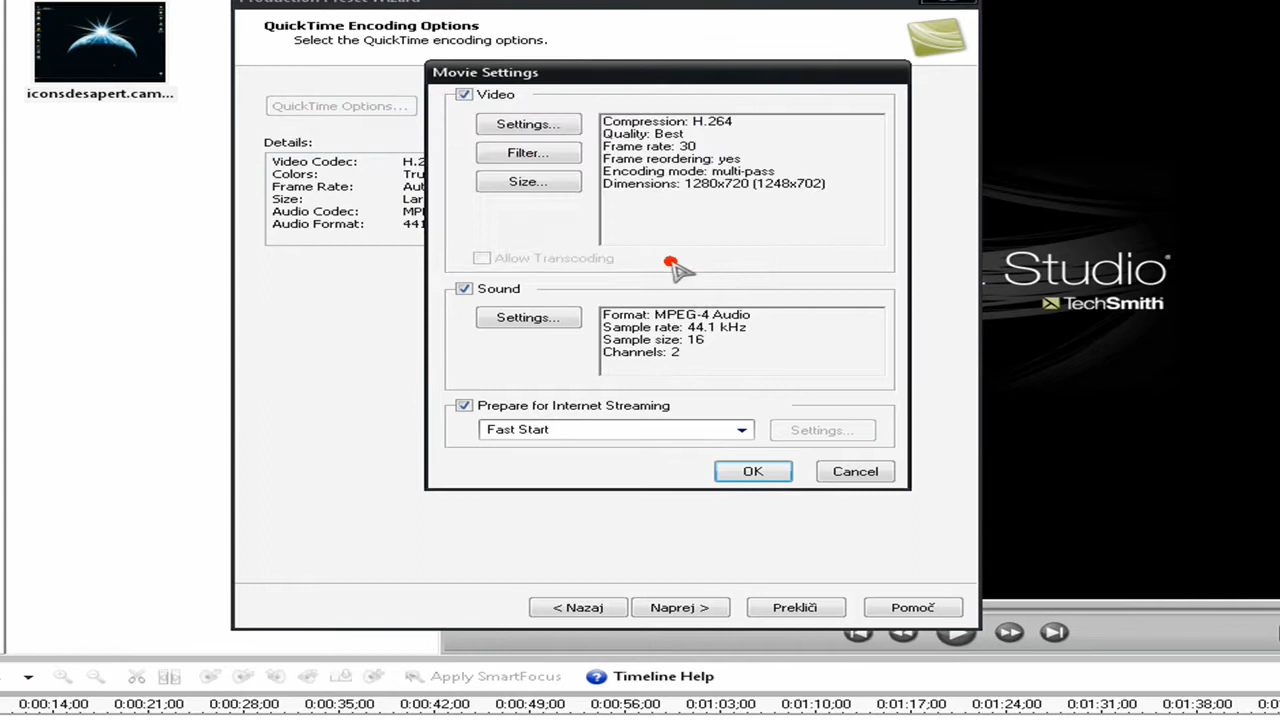 QuickTime Encoding Options
Select the QuickTime encoding options.
iconsdesapert.cam...
QuickTime Options...
Details:
Video Codec: H.2
Colors: Tru
Frame Rate: Aut
Size: Lar
Audio Codec: MP
Audio Format: 441
Movie Settings
Video
Settings...
Filter...
Size...
Compression: H.264
Quality: Best
Frame rate: 30
Frame reordering: yes
Encoding mode: multi-pass
Dimensions: 1280x720 (1248x702)
Allow Transcoding
Sound
Settings...
Format: MPEG-4 Audio
Sample rate: 44.1 kHz
Sample size: 16
Channels: 2
Prepare for Internet Streaming
Fast Start
Settings...
OK
Cancel
Studio
TechSmith
< Nazaj
Naprej >
Prekliči
Pomoč
Apply SmartFocus
Timeline Help
0:00:14;00 0:00:21;00 0:00:28;00 0:00:35;00 0:00:42;00 0:00:49;00 0:00:56;00 0:01:03;00 0:01:10;00 0:01:17;00 0:01:24;00 0:01:31;00 0:01:38;00